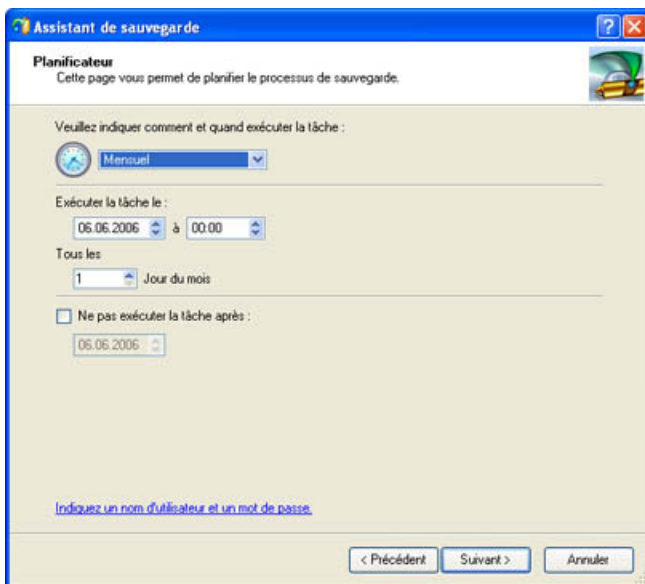 Assistant de sauvegarde
Planificateur
Cette page vous permet de planifier le processus de sauvegarde.
Veuillez indiquer comment et quand exécuter la tâche :
Mensuel
Exécuter la tâche le :
06.06.2006 à 00:00
Tous les
1 Jour du mois
Ne pas exécuter la tâche après :
06.06.2006
Indiquez un nom d'utilisateur et un mot de passe.
< Précédent Suivant > Annuler